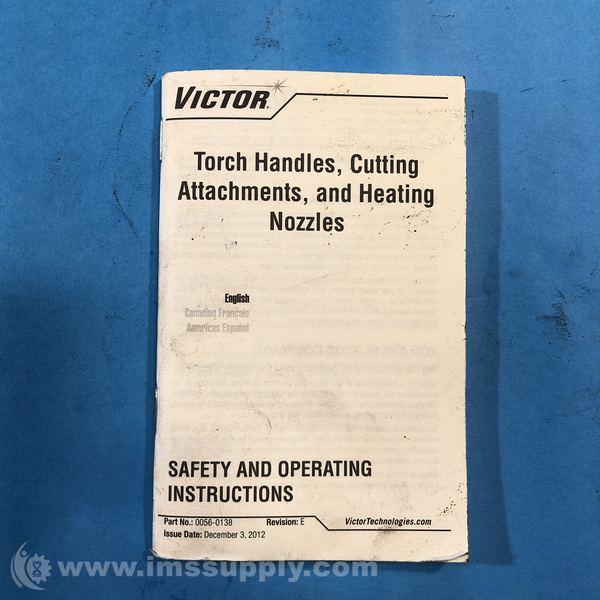 VICTOR®
Torch Handles, Cutting
Attachments, and Heating
Nozzles
English
Canadien Français
Americas Español
SAFETY AND OPERATING
INSTRUCTIONS
Part No.: 0056-0138 Revision: E VictorTechnologies.com
Issue Date: December 3, 2012
www.imssupply.com